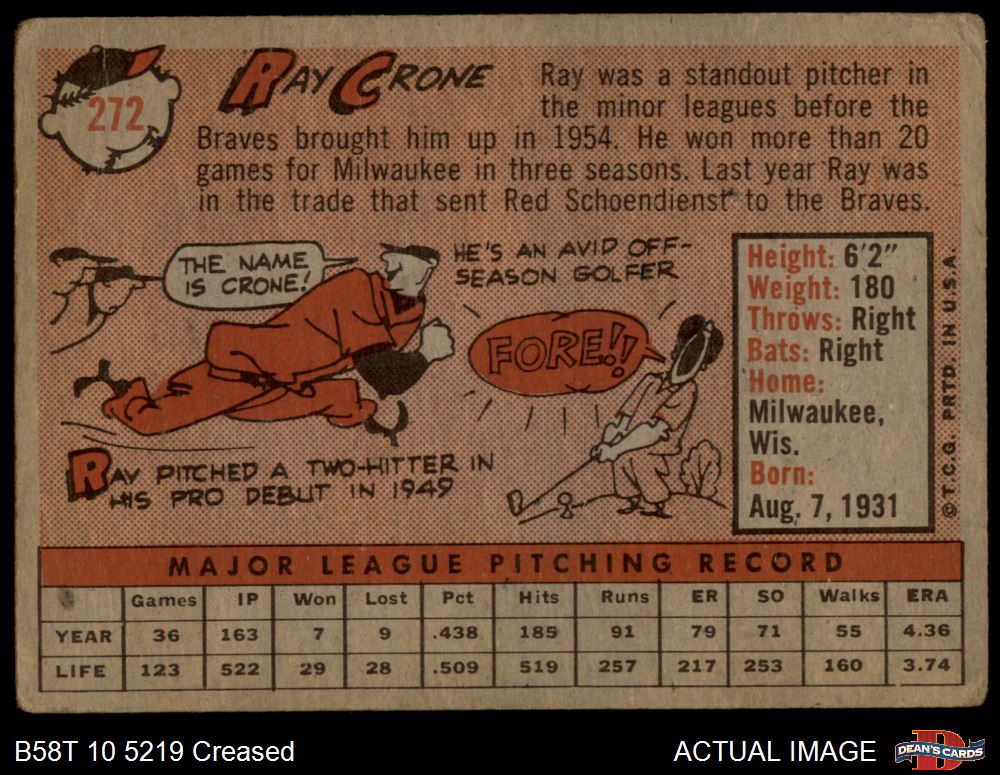 272
RAY CRONE
Ray was a standout pitcher in
the minor leagues before the
Braves brought him up in 1954. He won more than 20
games for Milwaukee in three seasons. Last year Ray was
in the trade that sent Red Schoendienst to the Braves.
THE NAME
IS CRONE!
HE'S AN AVID OFF-
SEASON GOLFER
FORE!!
RAY PITCHED A TWO-HITTER IN
HIS PRO DEBUT IN 1949
Height: 6'2"
Weight: 180
Throws: Right
Bats: Right
Home:
Milwaukee,
Wis.
Born:
Aug. 7, 1931
© T.C.G. PRTD. IN U.S.A.
MAJOR LEAGUE PITCHING RECORD
Games IP Won Lost Pct Hits Runs ER SO Walks ERA
YEAR 36 163 7 9 .438 185 91 79 71 55 4.36
LIFE 123 522 29 28 .509 519 257 217 253 160 3.74
B58T 10 5219 Creased
ACTUAL IMAGE
D
DEAN'S CARDS